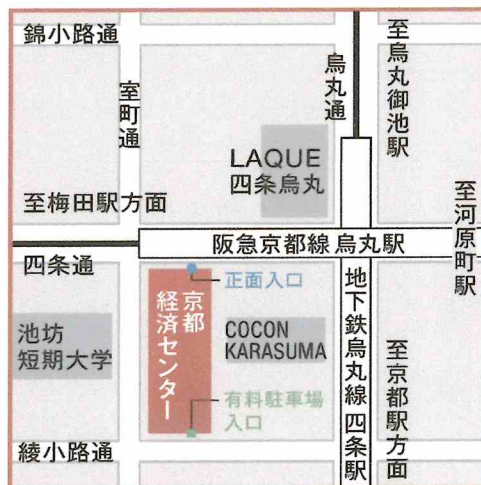 錦小路通
室町通
烏丸通
至烏丸御池駅
LAQUE
四条烏丸
至梅田駅方面
至河原町駅
阪急京都線 烏丸駅
四条通
正面入口
京都
経済センター
池坊
短期大学
COCON
KARASUMA
地下鉄烏丸線 四条駅
至京都駅方面
有料駐車場
入口
綾小路通